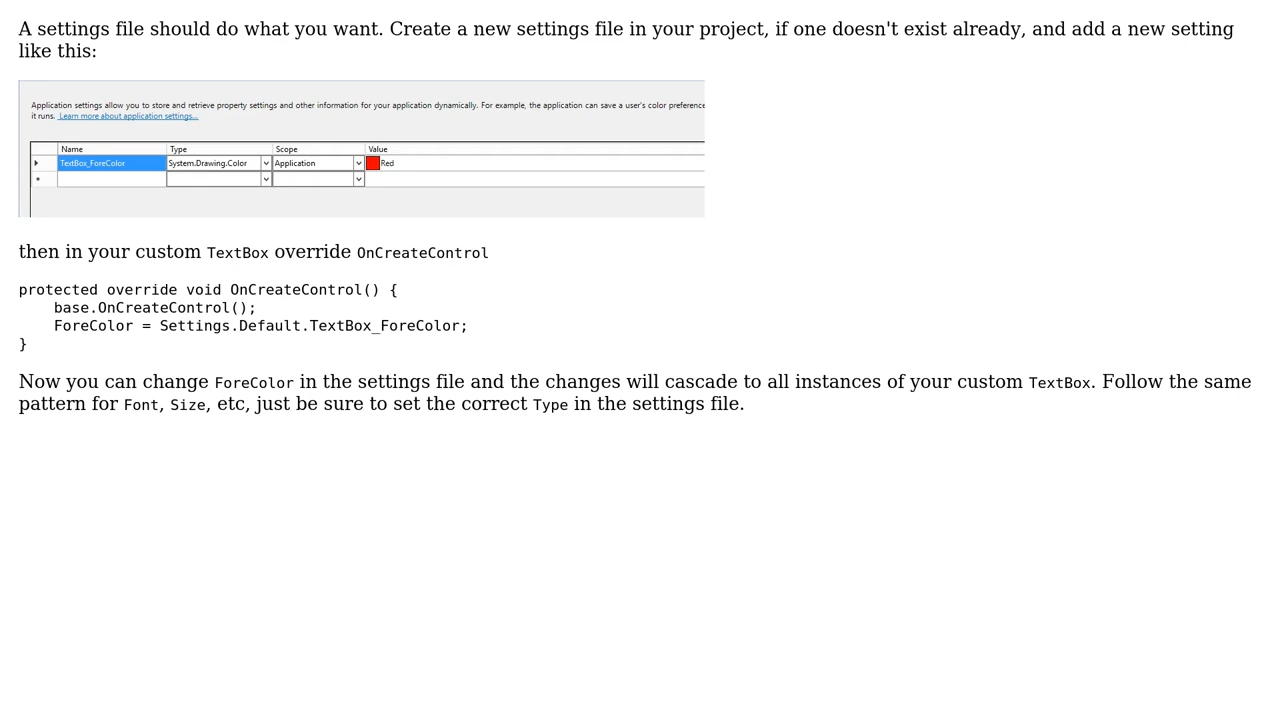 A settings file should do what you want. Create a new settings file in your project, if one doesn't exist already, and add a new setting
like this:
Application settings allow you to store and retrieve property settings and other information for your application dynamically. For example, the application can save a user's color preference
it runs. Learn more about application settings...
Name Type Scope Value
TextBox_ForeColor System.Drawing.Color Application Red
then in your custom TextBox override OnCreateControl
protected override void OnCreateControl() {
    base.OnCreateControl();
    ForeColor = Settings.Default.TextBox_ForeColor;
}
Now you can change ForeColor in the settings file and the changes will cascade to all instances of your custom TextBox. Follow the same
pattern for Font, Size, etc, just be sure to set the correct Type in the settings file.